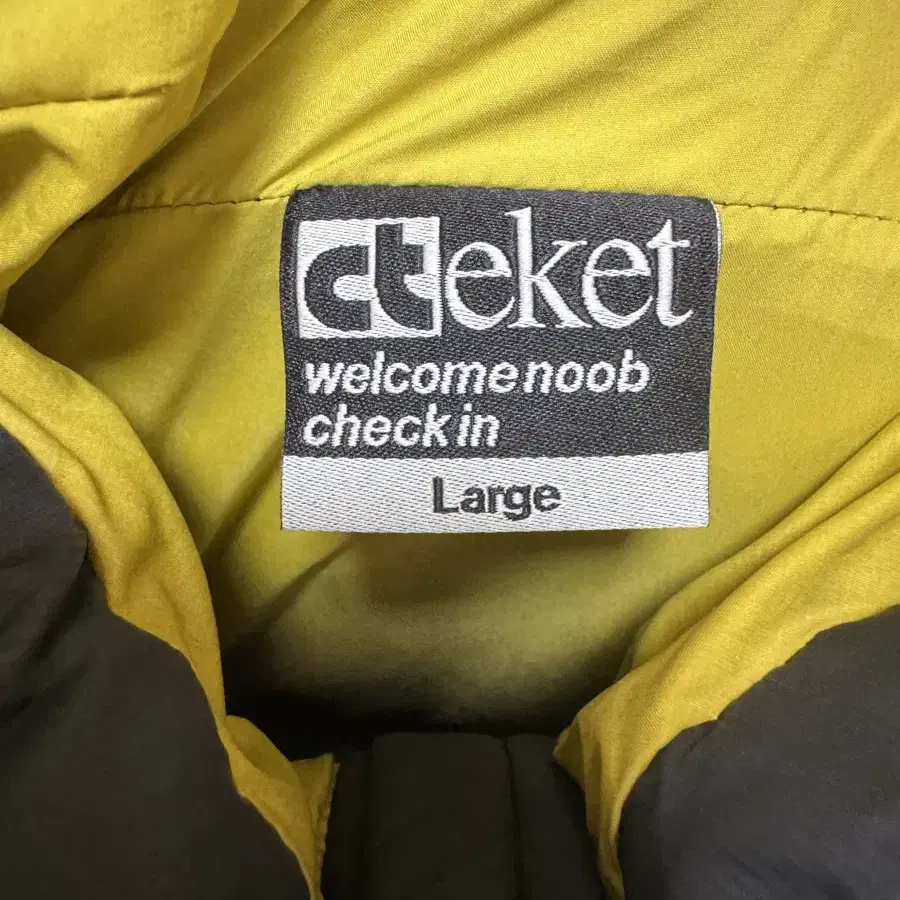 cteket
welcome noob
check in
Large